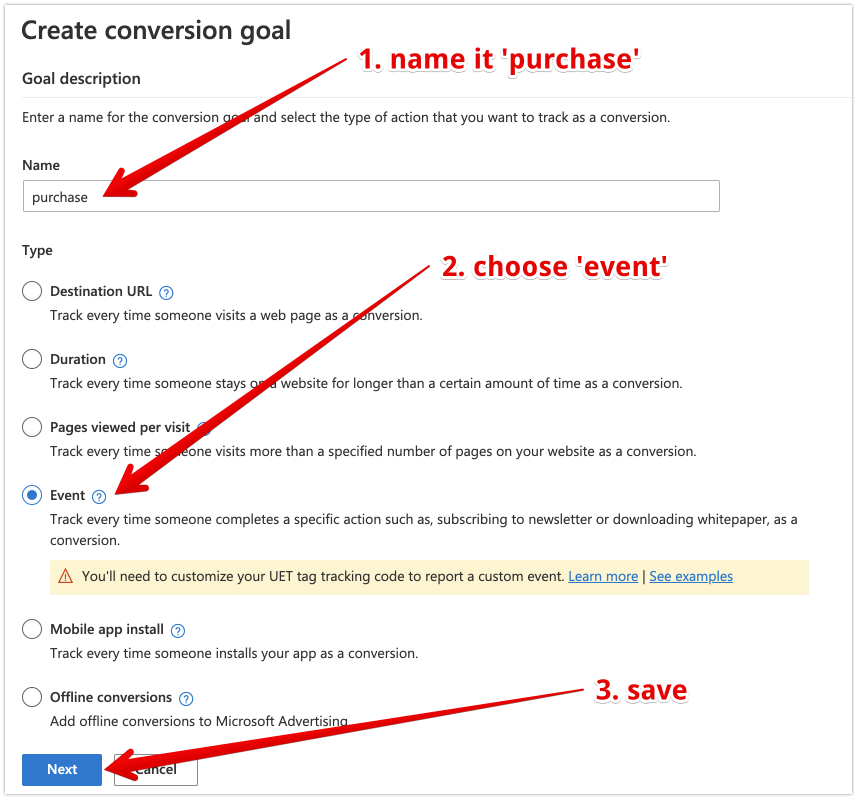 Create conversion goal
1. name it 'purchase'
Goal description
Enter a name for the conversion goal and select the type of action that you want to track as a conversion.
Name
purchase
Type
2. choose 'event'
Destination URL ?
Track every time someone visits a web page as a conversion.
Duration ?
Track every time someone stays on a website for longer than a certain amount of time as a conversion.
Pages viewed per visit ?
Track every time someone visits more than a specified number of pages on your website as a conversion.
Event ?
Track every time someone completes a specific action such as, subscribing to newsletter or downloading whitepaper, as a
conversion.
You'll need to customize your UET tag tracking code to report a custom event. Learn more | See examples
Mobile app install ?
Track every time someone installs your app as a conversion.
3. save
Offline conversions ?
Add offline conversions to Microsoft Advertising
Next Cancel